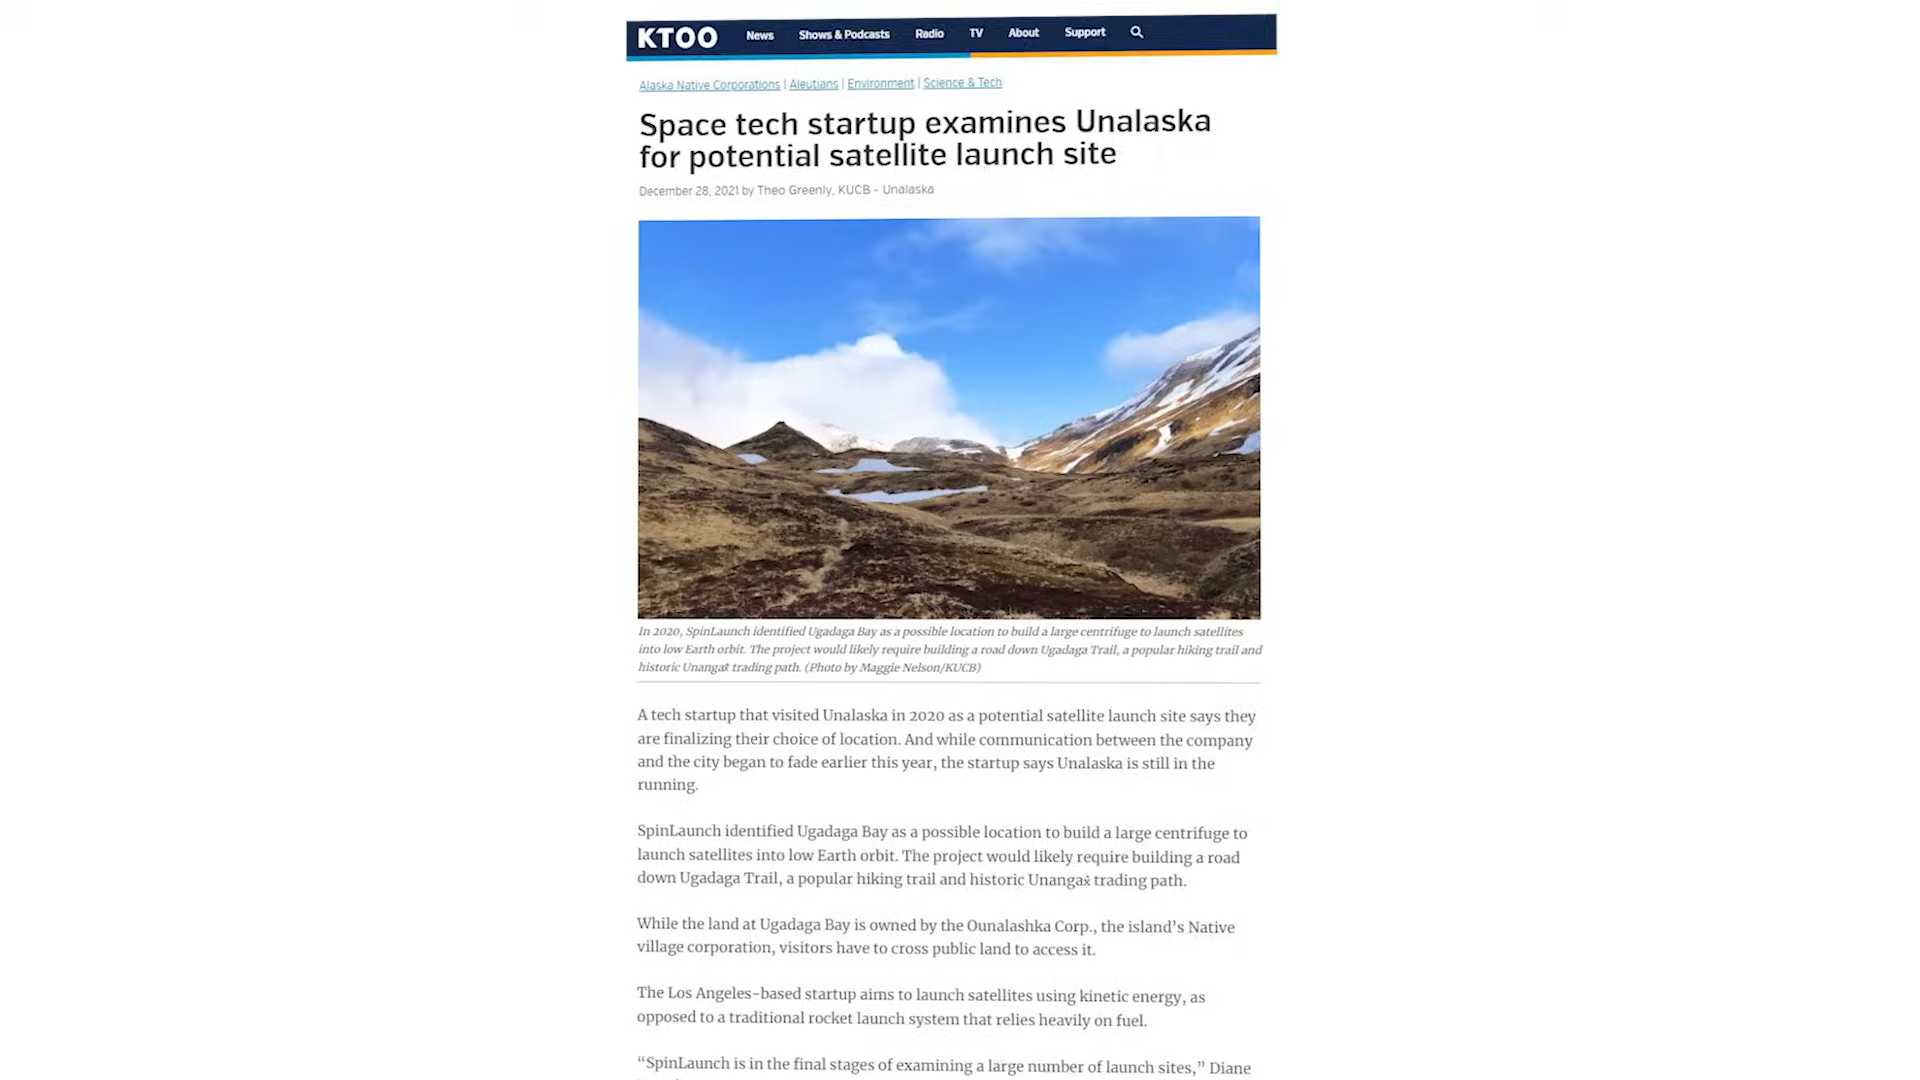 KTOO News Shows & Podcasts Radio TV About Support
Alaska Native Corporations | Aleutians | Environment | Science & Tech
Space tech startup examines Unalaska
for potential satellite launch site
December 28, 2021 by Theo Greenly, KUCB - Unalaska
In 2020, SpinLaunch identified Ugadaga Bay as a possible location to build a large centrifuge to launch satellites
into low Earth orbit. The project would likely require building a road down Ugadaga Trail, a popular hiking trail and
historic Unangax̂ trading path. (Photo by Maggie Nelson/KUCB)
A tech startup that visited Unalaska in 2020 as a potential satellite launch site says they
are finalizing their choice of location. And while communication between the company
and the city began to fade earlier this year, the startup says Unalaska is still in the
running.
SpinLaunch identified Ugadaga Bay as a possible location to build a large centrifuge to
launch satellites into low Earth orbit. The project would likely require building a road
down Ugadaga Trail, a popular hiking trail and historic Unangax̂ trading path.
While the land at Ugadaga Bay is owned by the Ounalashka Corp., the island’s Native
village corporation, visitors have to cross public land to access it.
The Los Angeles-based startup aims to launch satellites using kinetic energy, as
opposed to a traditional rocket launch system that relies heavily on fuel.
“SpinLaunch is in the final stages of examining a large number of launch sites,” Diane